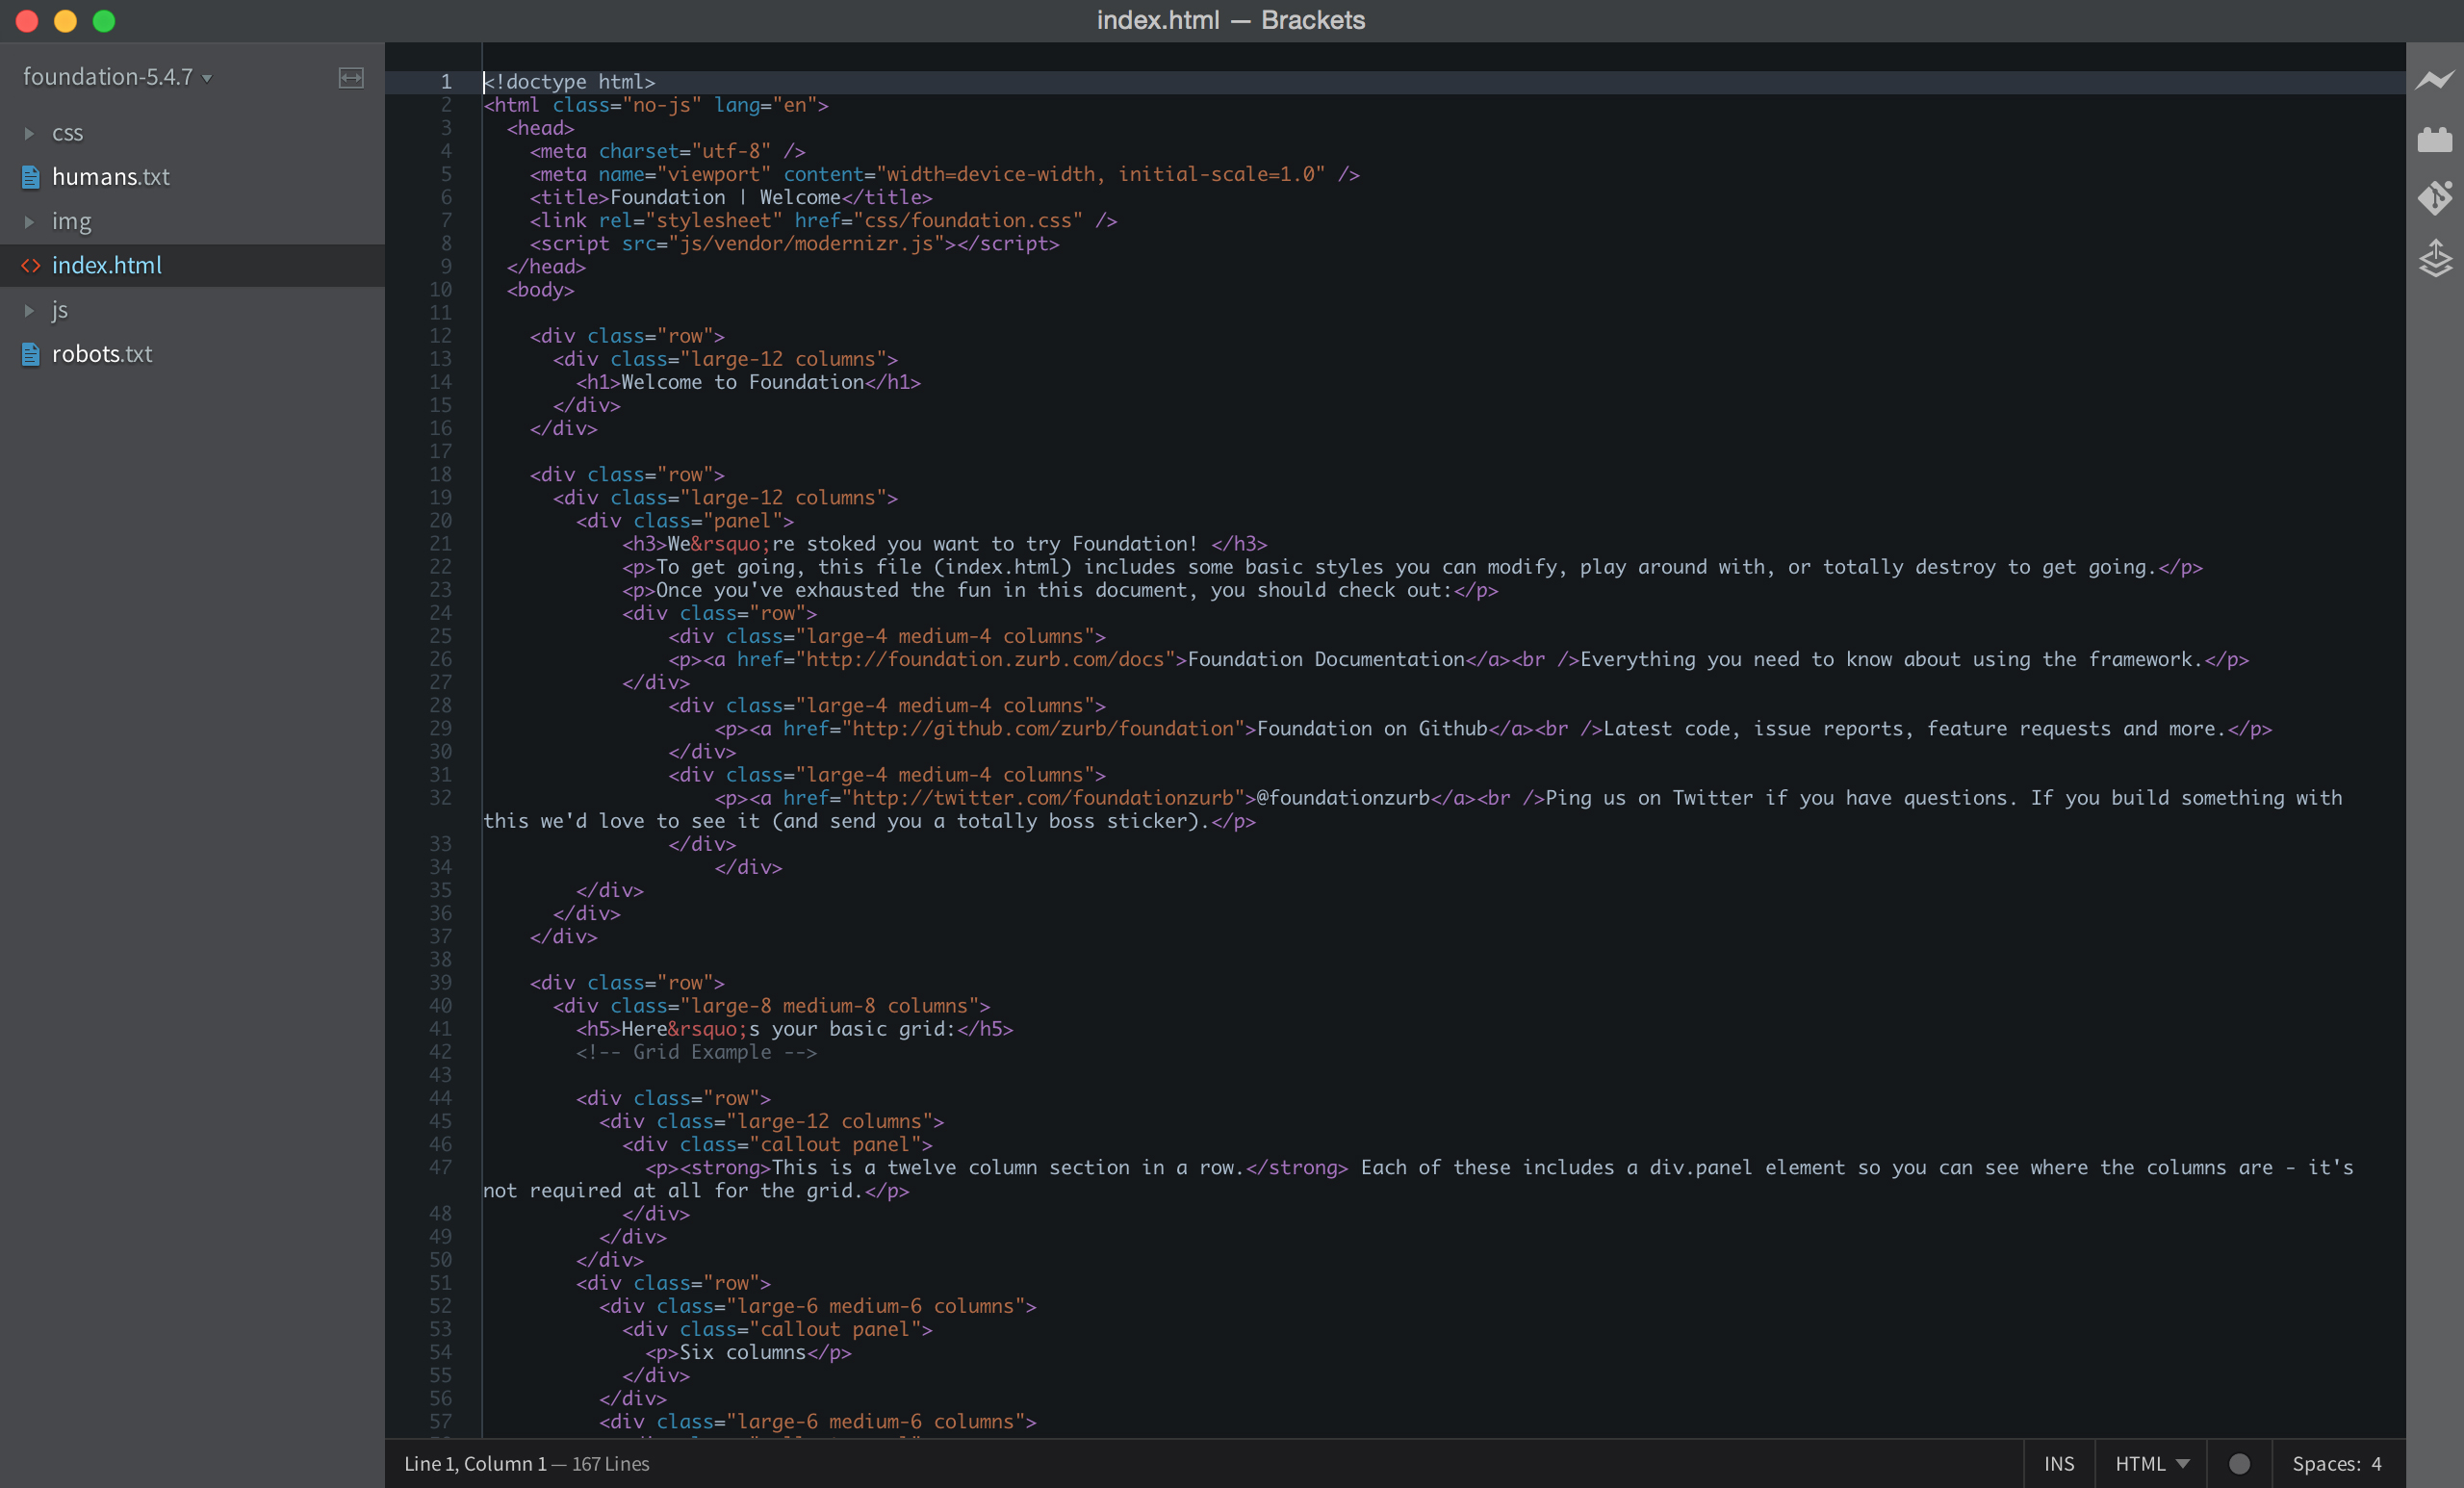 index.html — Brackets
foundation-5.4.7
css
humans.txt
img
index.html
js
robots.txt
1 <!doctype html>
2 <html class="no-js" lang="en">
3   <head>
4     <meta charset="utf-8" />
5     <meta name="viewport" content="width=device-width, initial-scale=1.0" />
6     <title>Foundation | Welcome</title>
7     <link rel="stylesheet" href="css/foundation.css" />
8     <script src="js/vendor/modernizr.js"></script>
9   </head>
10   <body>
11
12     <div class="row">
13       <div class="large-12 columns">
14         <h1>Welcome to Foundation</h1>
15       </div>
16     </div>
17
18     <div class="row">
19       <div class="large-12 columns">
20         <div class="panel">
21             <h3>We&rsquo;re stoked you want to try Foundation! </h3>
22             <p>To get going, this file (index.html) includes some basic styles you can modify, play around with, or totally destroy to get going.</p>
23             <p>Once you've exhausted the fun in this document, you should check out:</p>
24             <div class="row">
25                 <div class="large-4 medium-4 columns">
26                 <p><a href="http://foundation.zurb.com/docs">Foundation Documentation</a><br />Everything you need to know about using the framework.</p>
27             </div>
28                 <div class="large-4 medium-4 columns">
29                     <p><a href="http://github.com/zurb/foundation">Foundation on Github</a><br />Latest code, issue reports, feature requests and more.</p>
30                 </div>
31                 <div class="large-4 medium-4 columns">
32                     <p><a href="http://twitter.com/foundationzurb">@foundationzurb</a><br />Ping us on Twitter if you have questions. If you build something with
this we'd love to see it (and send you a totally boss sticker).</p>
33                 </div>
34                     </div>
35         </div>
36       </div>
37     </div>
38
39     <div class="row">
40       <div class="large-8 medium-8 columns">
41         <h5>Here&rsquo;s your basic grid:</h5>
42         <!-- Grid Example -->
43
44         <div class="row">
45           <div class="large-12 columns">
46             <div class="callout panel">
47               <p><strong>This is a twelve column section in a row.</strong> Each of these includes a div.panel element so you can see where the columns are - it's
not required at all for the grid.</p>
48             </div>
49           </div>
50         </div>
51         <div class="row">
52           <div class="large-6 medium-6 columns">
53             <div class="callout panel">
54               <p>Six columns</p>
55             </div>
56           </div>
57           <div class="large-6 medium-6 columns">
Line 1, Column 1 — 167 Lines
INS
HTML
Spaces: 4